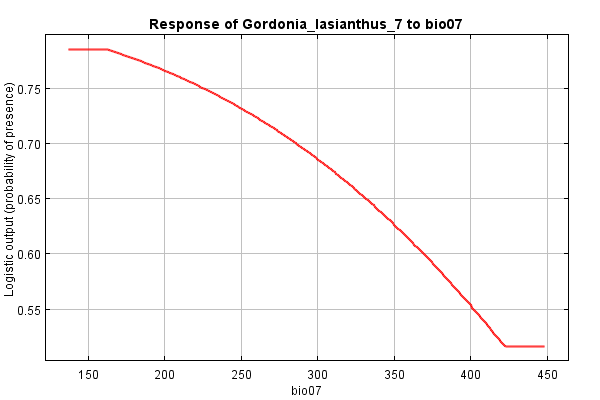 Response of Gordonia_lasianthus_7 to bio07
Logistic output (probability of presence)
0.75
0.70
0.65
0.60
0.55
150 200 250 300 350 400 450
bio07